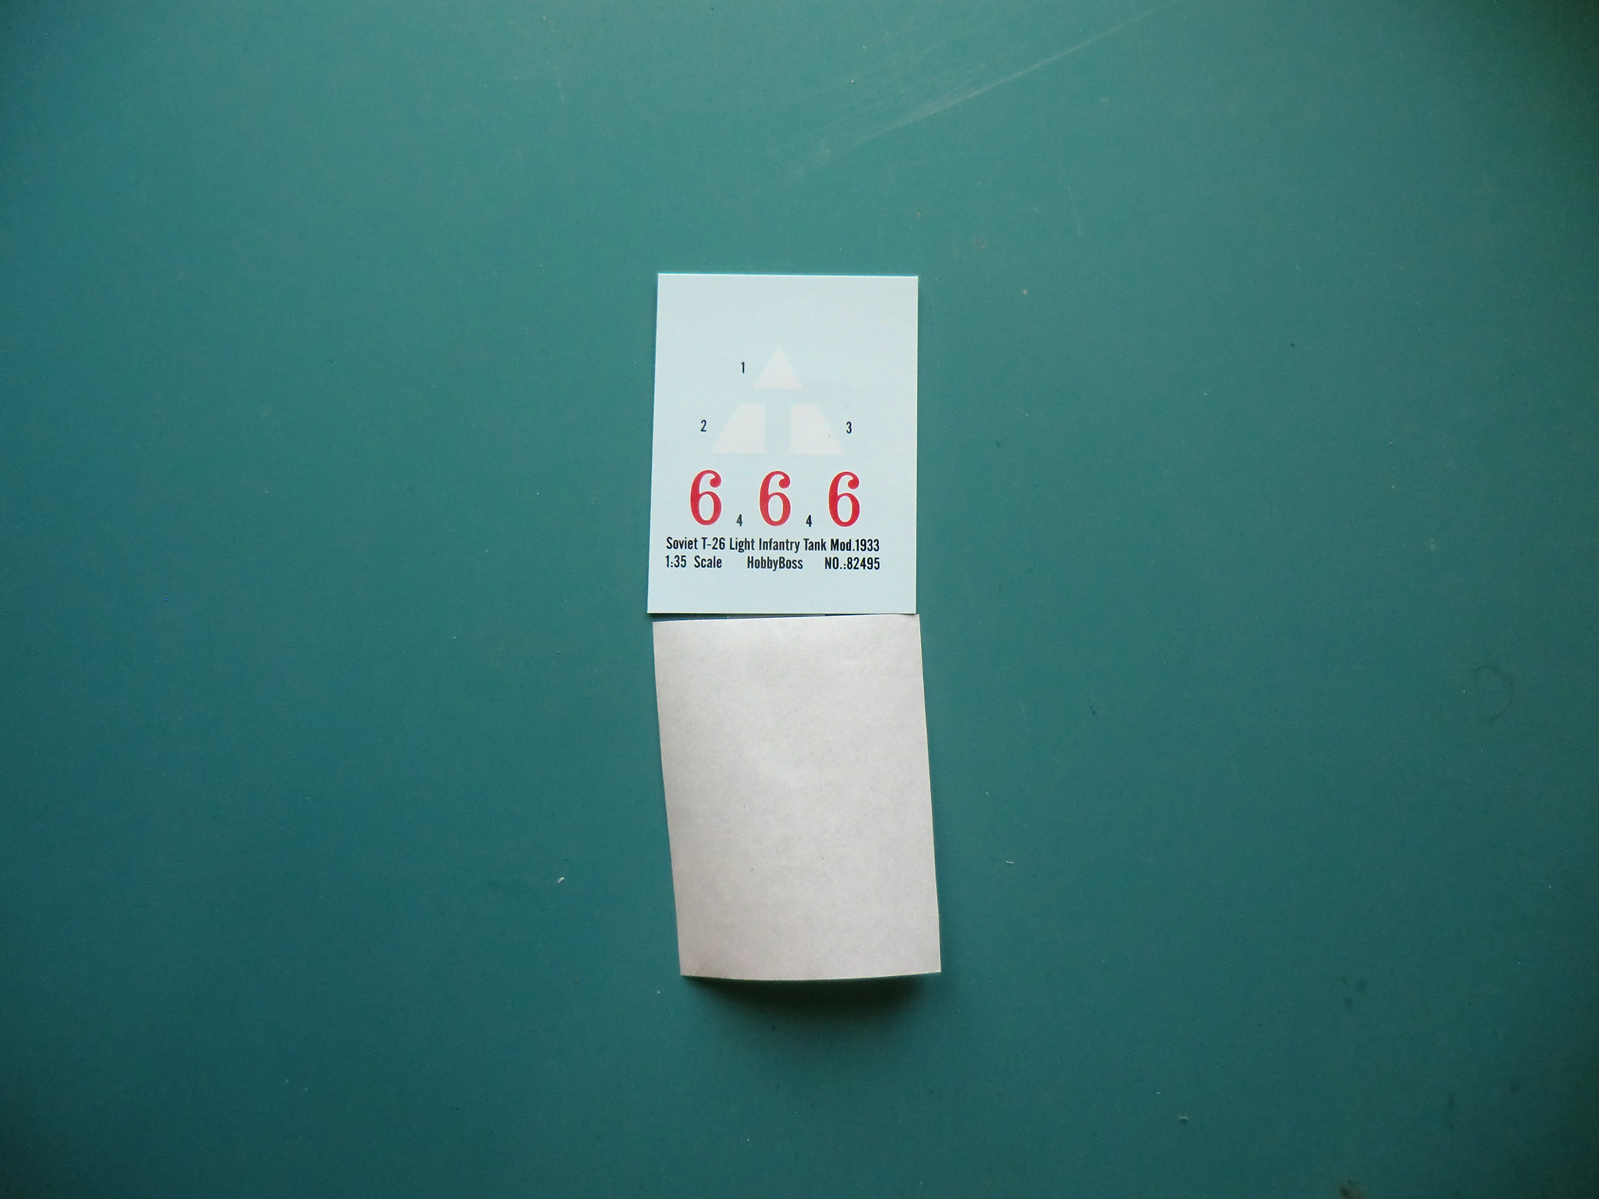 1
2 3
6 4 6 4 6
Soviet T-26 Light Infantry Tank Mod.1933
1:35 Scale HobbyBoss NO.:82495